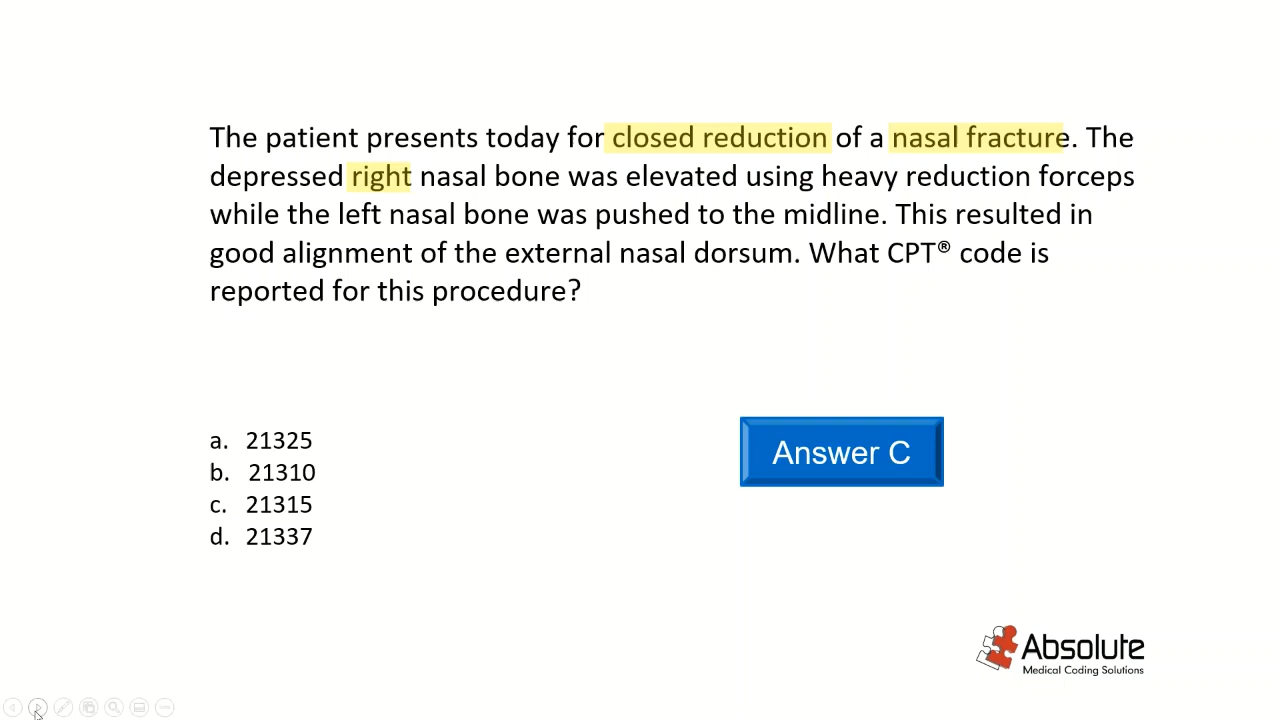 The patient presents today for closed reduction of a nasal fracture. The
depressed right nasal bone was elevated using heavy reduction forceps
while the left nasal bone was pushed to the midline. This resulted in
good alignment of the external nasal dorsum. What CPT® code is
reported for this procedure?
a. 21325
b. 21310
c. 21315
d. 21337
Answer C
Absolute
Medical Coding Solutions